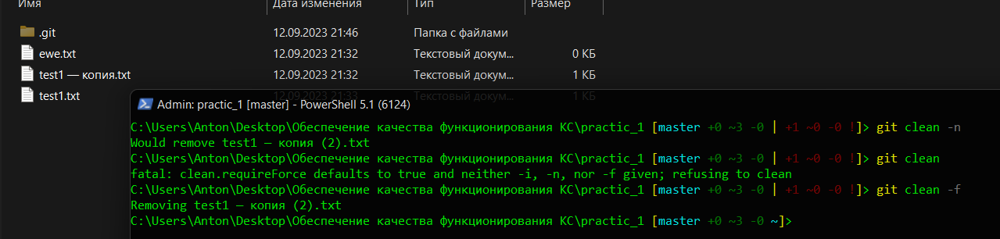 Имя Дата изменения Тип Размер
.git 12.09.2023 21:46 Папка с файлами
ewe.txt 12.09.2023 21:32 Текстовый докум... 0 КБ
test1 — копия.txt 12.09.2023 21:32 Текстовый докум... 1 КБ
test1.txt 12.09.2023 21:33 Текстовый докум... 1 КБ
Admin: practic_1 [master] - PowerShell 5.1 (6124)
C:\Users\Anton\Desktop\Обеспечение качества функционирования КС\practic_1 [master +0 ~3 -0 | +1 ~0 -0 !]> git clean -n
Would remove test1 — копия (2).txt
C:\Users\Anton\Desktop\Обеспечение качества функционирования КС\practic_1 [master +0 ~3 -0 | +1 ~0 -0 !]> git clean
fatal: clean.requireForce defaults to true and neither -i, -n, nor -f given; refusing to clean
C:\Users\Anton\Desktop\Обеспечение качества функционирования КС\practic_1 [master +0 ~3 -0 | +1 ~0 -0 !]> git clean -f
Removing test1 — копия (2).txt
C:\Users\Anton\Desktop\Обеспечение качества функционирования КС\practic_1 [master +0 ~3 -0 ~]>